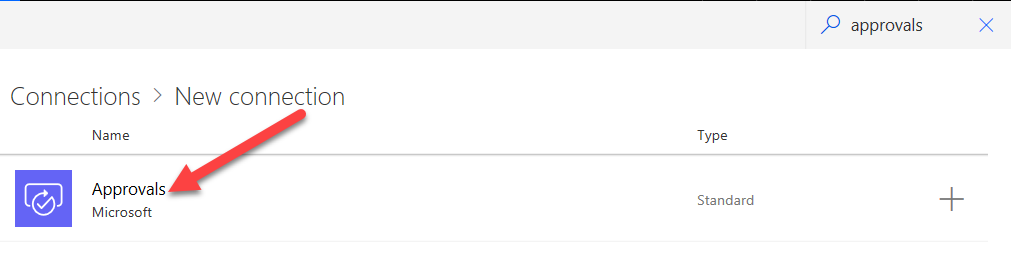 approvals
Connections > New connection
Name Type
Approvals
Microsoft
Standard